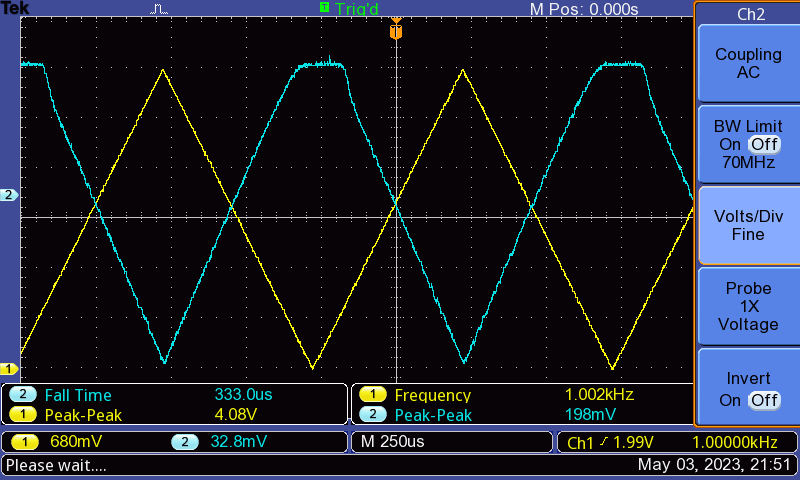 Tek
T Trig'd
M Pos: 0.000s
T
2
1
Ch2
Coupling
AC
BW Limit
On Off
70MHz
Volts/Div
Fine
Probe
1X
Voltage
Invert
On Off
2 Fall Time 333.0us
1 Peak-Peak 4.08V
1 Frequency 1.002kHz
2 Peak-Peak 198mV
1 680mV 2 32.8mV M 250us Ch1 1.99V 1.00000kHz
Please wait.... May 03, 2023, 21:51